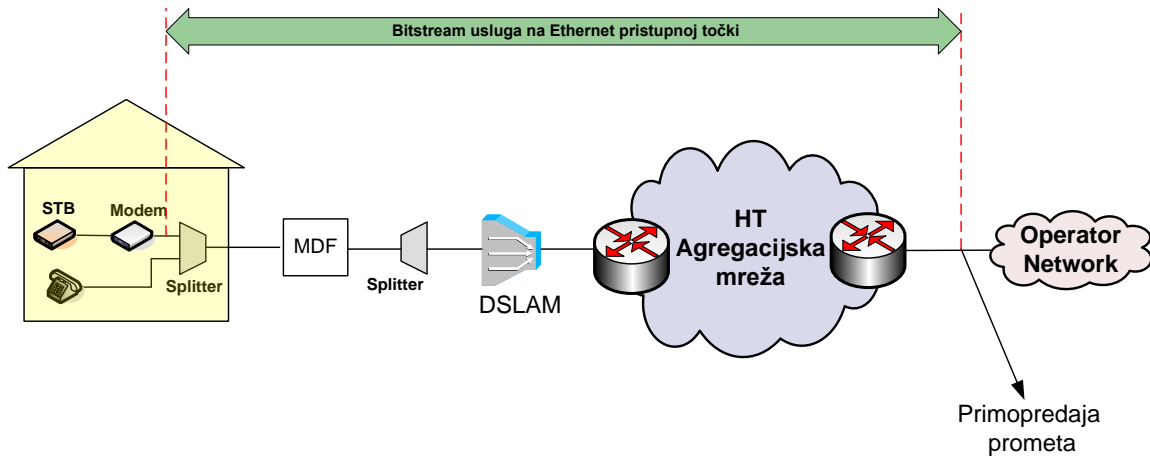 Bitstream usluga na Ethernet pristupnoj točki
STB
Modem
Splitter
MDF
Splitter
DSLAM
HT
Agregacijska
mreža
Operator
Network
Primopredaja
prometa